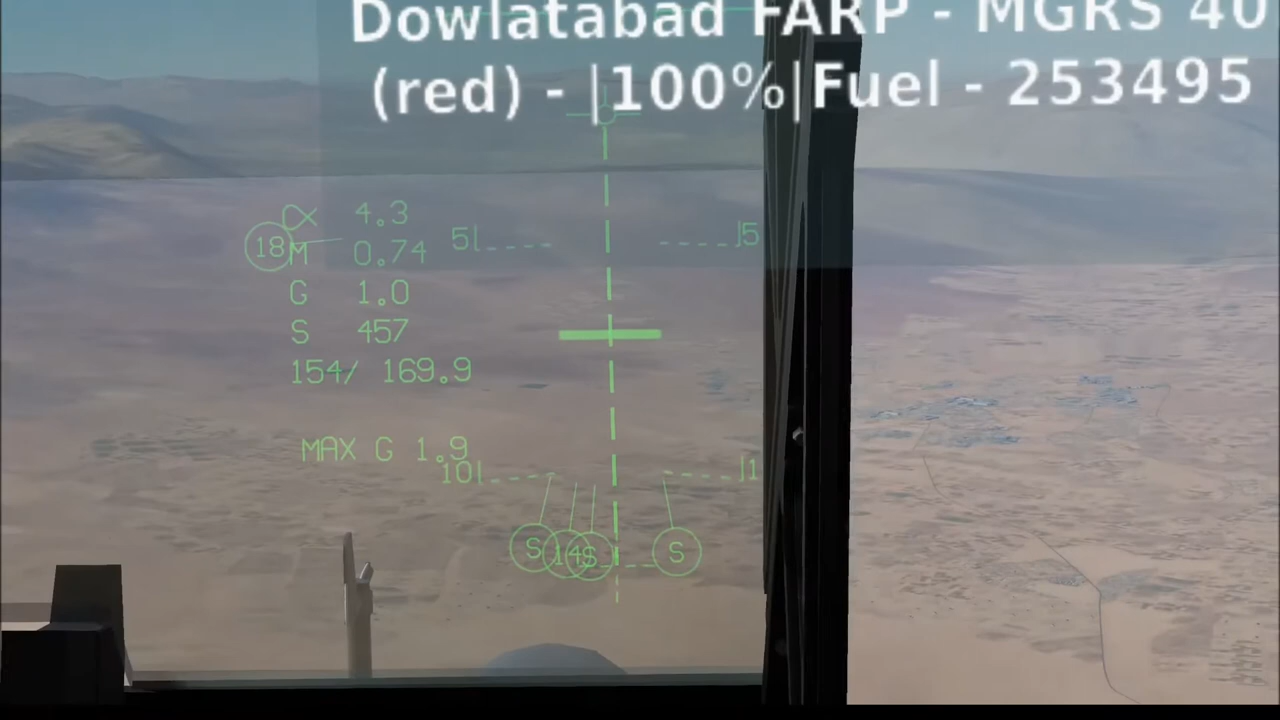 Dowlatabad FARP - MGRS 40
(red) - |100%|Fuel - 253495
α 4.3
18
M 0.74
5 5
G 1.0
S 457
154/ 169.9
MAX G 1.9
10 1
S 14 S S